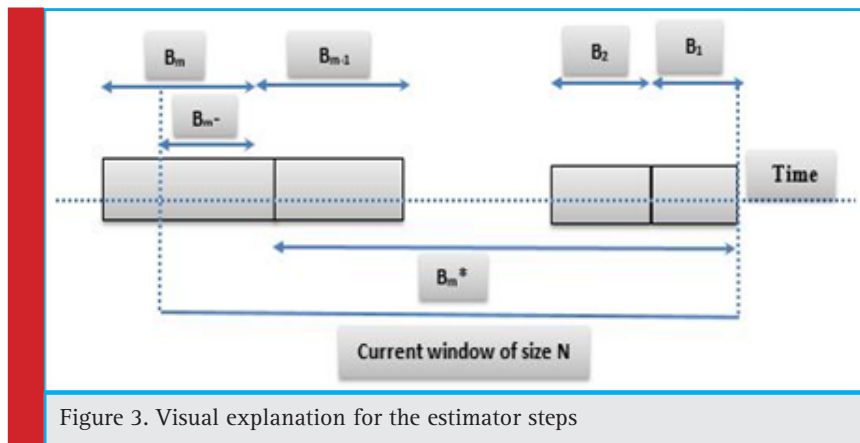 Bm
Bm-1
B2
B1
Bm-
Time
Bm*
Current window of size N
Figure 3. Visual explanation for the estimator steps